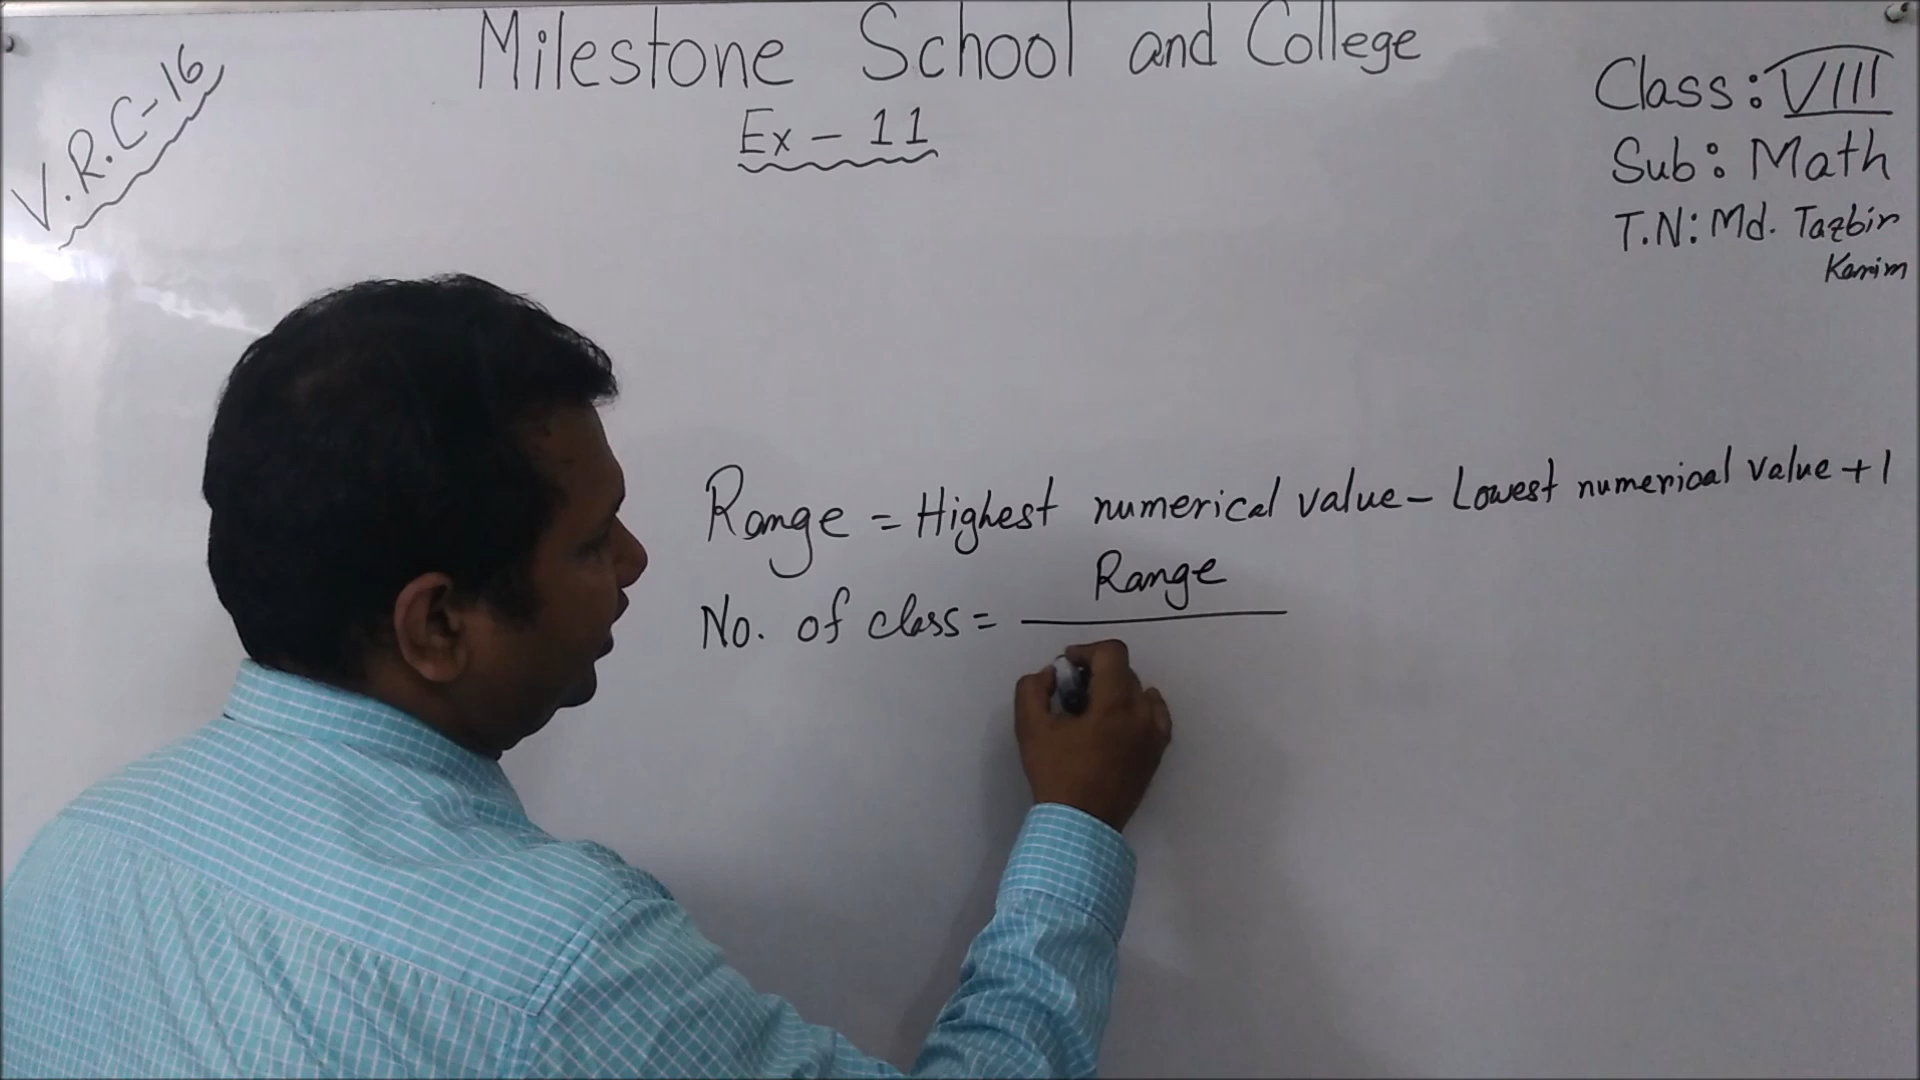 Milestone School and College
V.R.C-16
Ex - 11
Class: VIII
Sub: Math
T.N: Md. Tazbir
Karim
Range = Highest numerical value - Lowest numerical value + 1
No. of class = Range